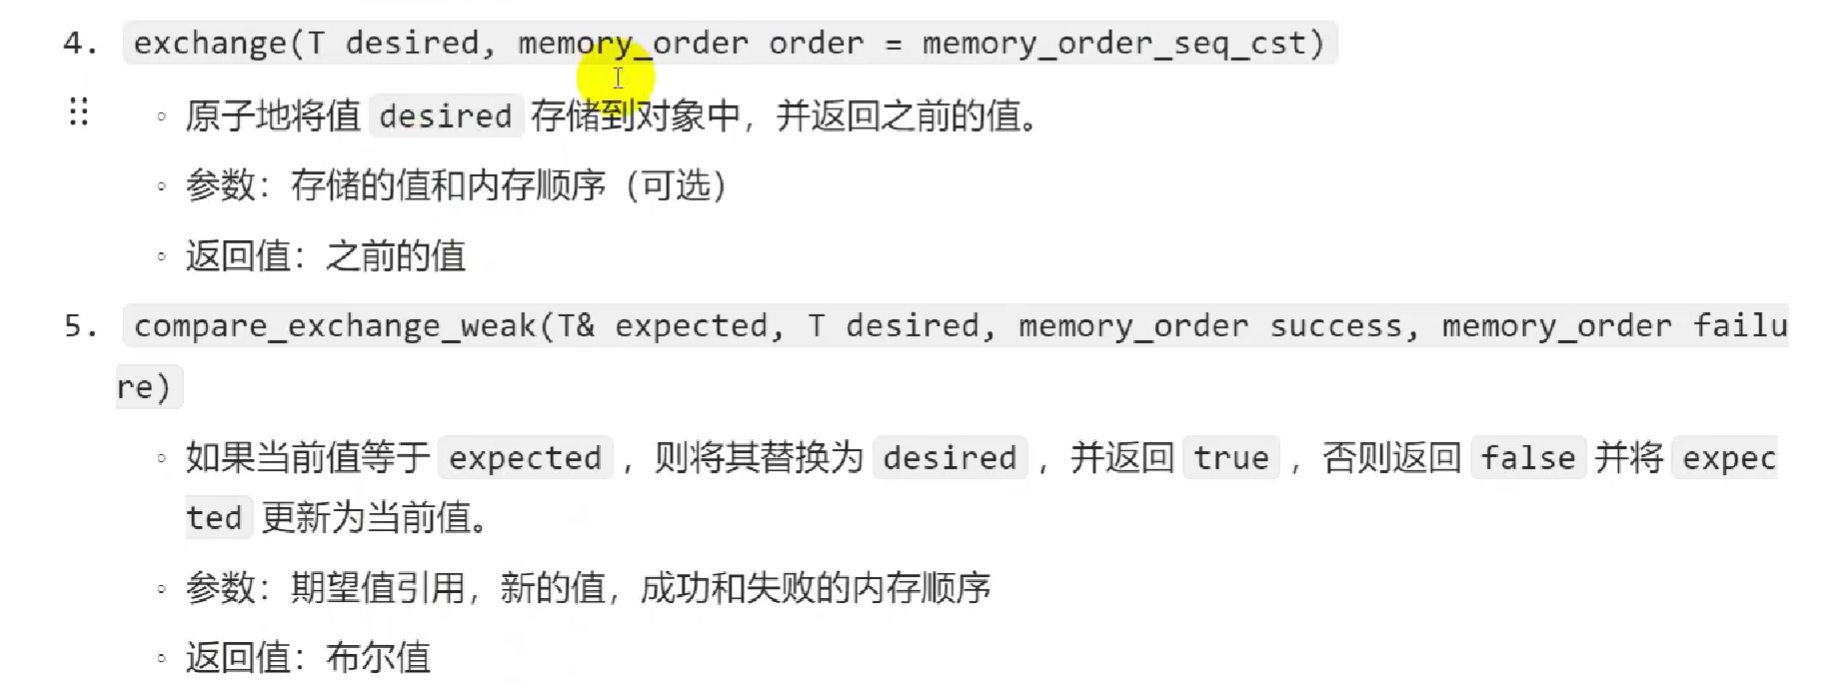 4. exchange(T desired, memory_order order = memory_order_seq_cst)
◦ 原子地将值 desired 存储到对象中，并返回之前的值。
◦ 参数：存储的值和内存顺序（可选）
◦ 返回值：之前的值
5. compare_exchange_weak(T& expected, T desired, memory_order success, memory_order failu
re)
◦ 如果当前值等于 expected ，则将其替换为 desired ，并返回 true ，否则返回 false 并将 expec
ted 更新为当前值。
◦ 参数：期望值引用，新的值，成功和失败的内存顺序
◦ 返回值：布尔值